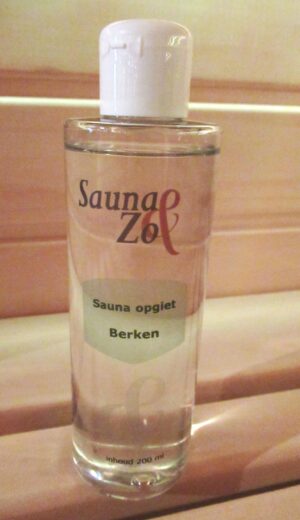 Sauna
& Zo
Sauna opgiet
Berken
inhoud 200 ml